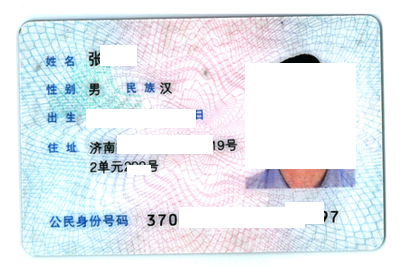 姓名 张
性别 男 民族 汉
出生 日
住址 济南 19号
2单元 号
公民身份号码 370 97